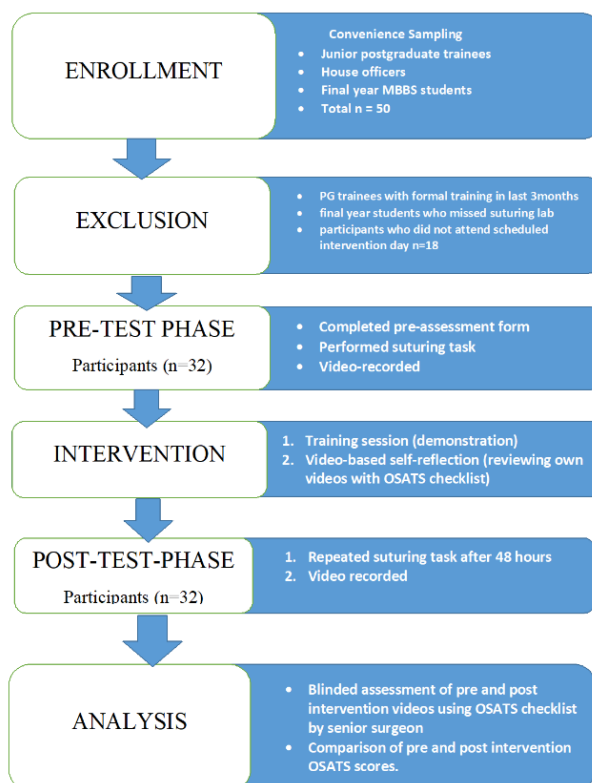 ENROLLMENT
Convenience Sampling
• Junior postgraduate trainees
• House officers
• Final year MBBS students
• Total n = 50
EXCLUSION
• PG trainees with formal training in last 3months
• final year students who missed suturing lab
• participants who did not attend scheduled
intervention day n=18
PRE-TEST PHASE
Participants (n=32)
• Completed pre-assessment form
• Performed suturing task
• Video-recorded
INTERVENTION
1. Training session (demonstration)
2. Video-based self-reflection (reviewing own
videos with OSATS checklist)
POST-TEST-PHASE
Participants (n=32)
1. Repeated suturing task after 48 hours
2. Video recorded
ANALYSIS
• Blinded assessment of pre and post
intervention videos using OSATS checklist
by senior surgeon
• Comparison of pre and post intervention
OSATS scores.